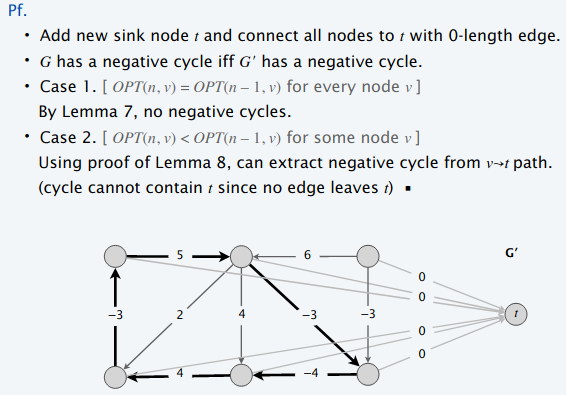 Pf.
• Add new sink node t and connect all nodes to t with 0-length edge.
• G has a negative cycle iff G′ has a negative cycle.
• Case 1. [ OPT(n, v) = OPT(n – 1, v) for every node v ]
By Lemma 7, no negative cycles.
• Case 2. [ OPT(n, v) < OPT(n – 1, v) for some node v ]
Using proof of Lemma 8, can extract negative cycle from v↝t path.
(cycle cannot contain t since no edge leaves t) ▪
5 6 G′
0
0
–3 2 4 –3 –3 t
0
0
4 –4